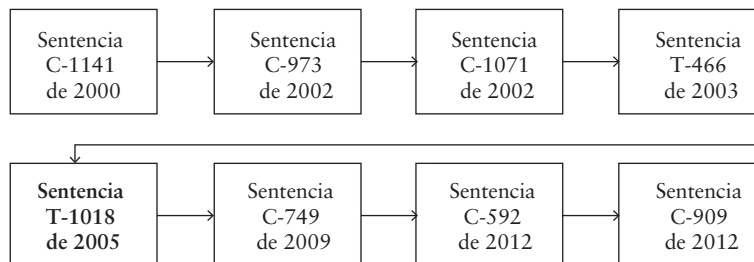 Sentencia
C-1141
de 2000
Sentencia
C-973
de 2002
Sentencia
C-1071
de 2002
Sentencia
T-466
de 2003
Sentencia
T-1018
de 2005
Sentencia
C-749
de 2009
Sentencia
C-592
de 2012
Sentencia
C-909
de 2012